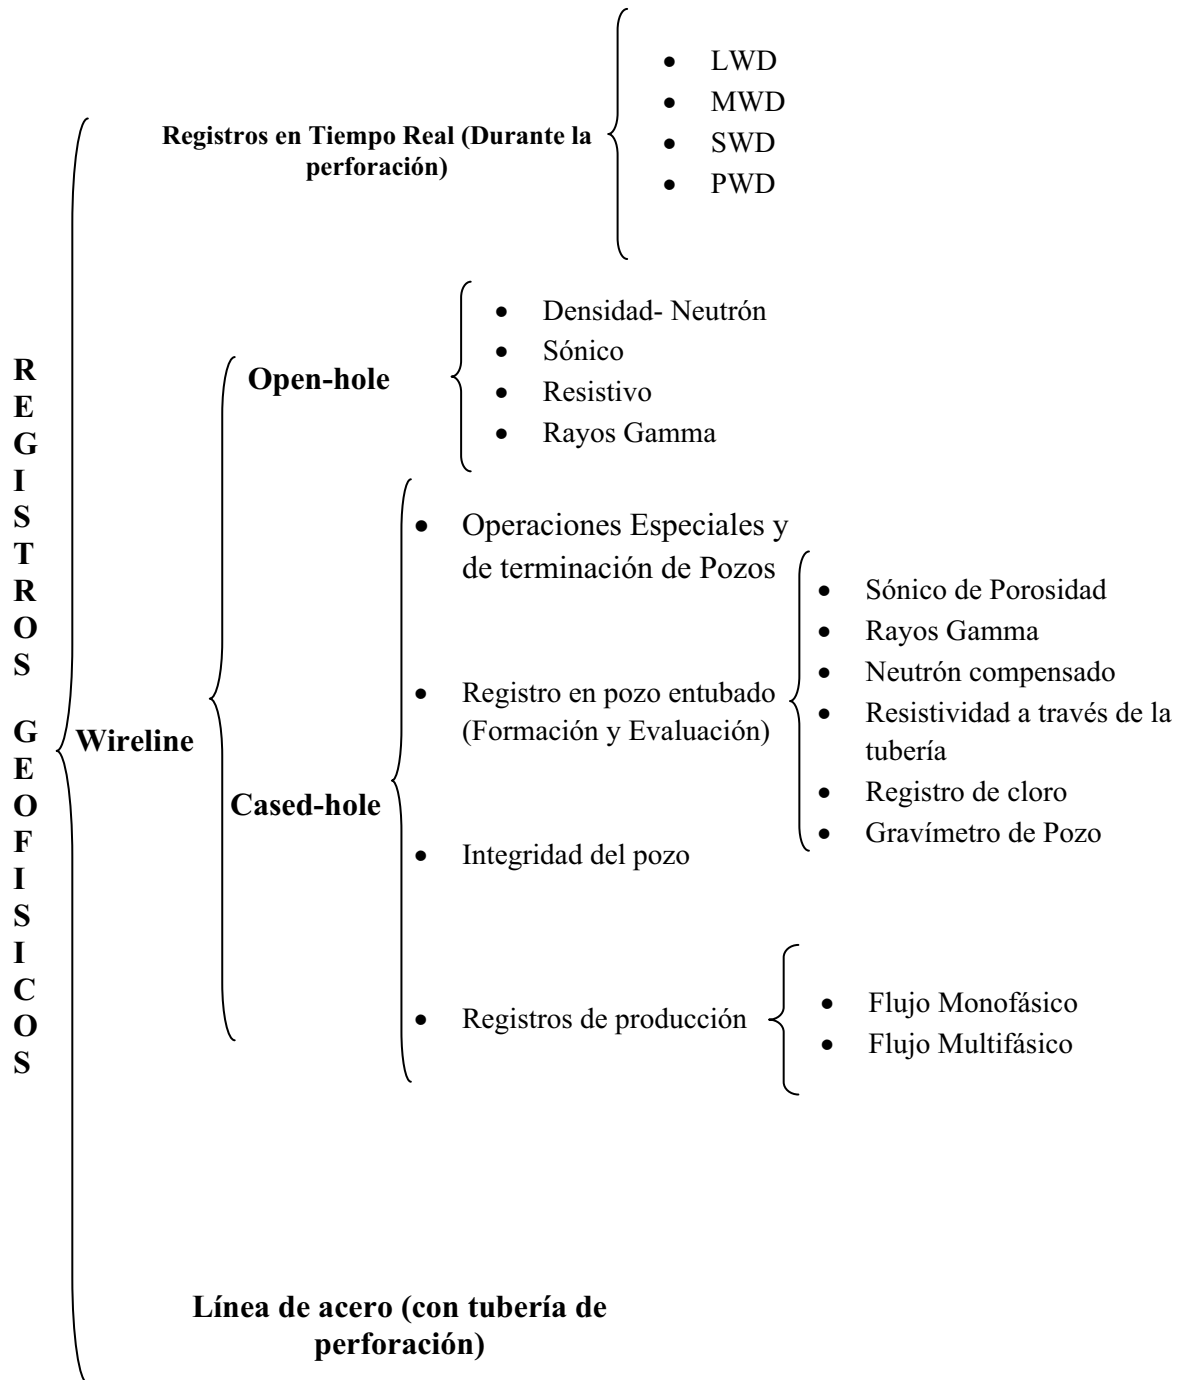 REGISTROS GEOFISICOS
Registros en Tiempo Real (Durante la
perforación)
• LWD
• MWD
• SWD
• PWD
Wireline
Open-hole
• Densidad- Neutrón
• Sónico
• Resistivo
• Rayos Gamma
Cased-hole
• Operaciones Especiales y
de terminación de Pozos
• Registro en pozo entubado
(Formación y Evaluación)
• Sónico de Porosidad
• Rayos Gamma
• Neutrón compensado
• Resistividad a través de la
tubería
• Registro de cloro
• Gravímetro de Pozo
• Integridad del pozo
• Registros de producción
• Flujo Monofásico
• Flujo Multifásico
Línea de acero (con tubería de
perforación)